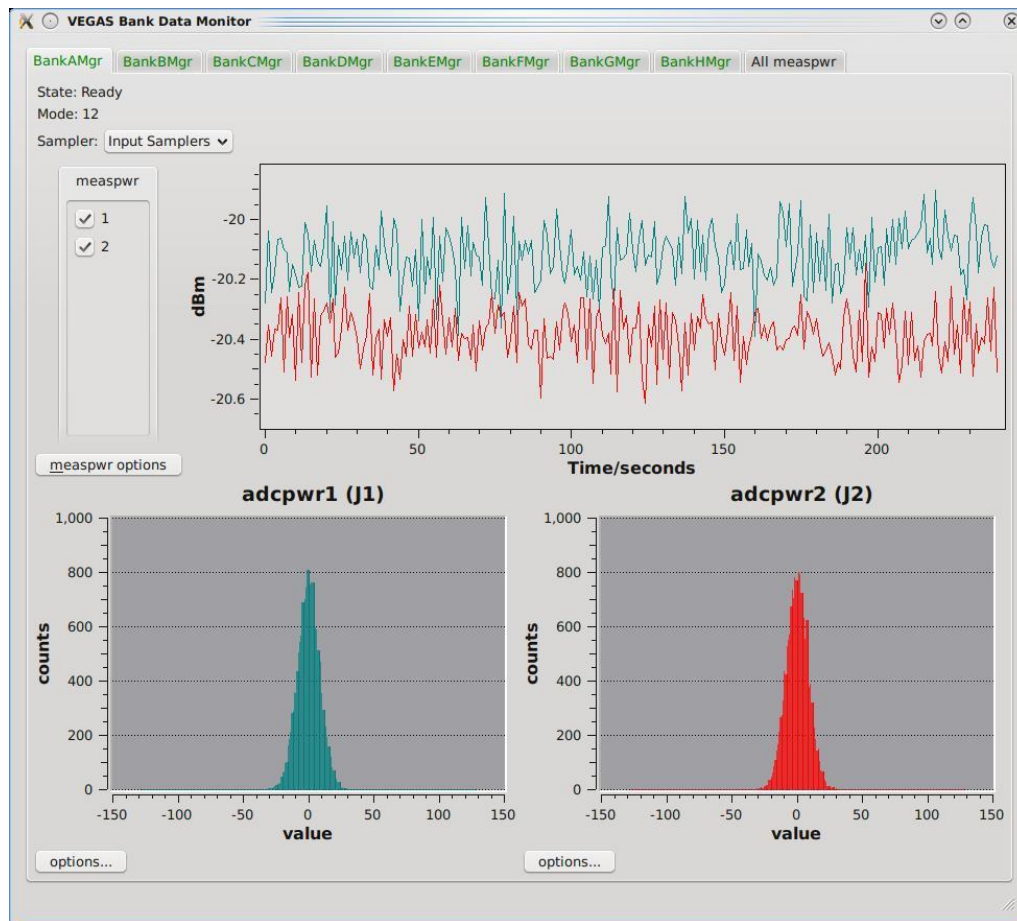 VEGAS Bank Data Monitor
BankAMgr BankBMgr BankCMgr BankDMgr BankEMgr BankFMgr BankGMgr BankHMgr All measpwr
State: Ready
Mode: 12
Sampler: Input Samplers
measpwr
1
2
measpwr options
dBm
-20
-20.2
-20.4
-20.6
0 50 100 150 200
Time/seconds
adcpwr1 (J1)
counts
1,000
800
600
400
200
0
-150 -100 -50 0 50 100 150
value
options...
adcpwr2 (J2)
counts
1,000
800
600
400
200
0
-150 -100 -50 0 50 100 150
value
options...